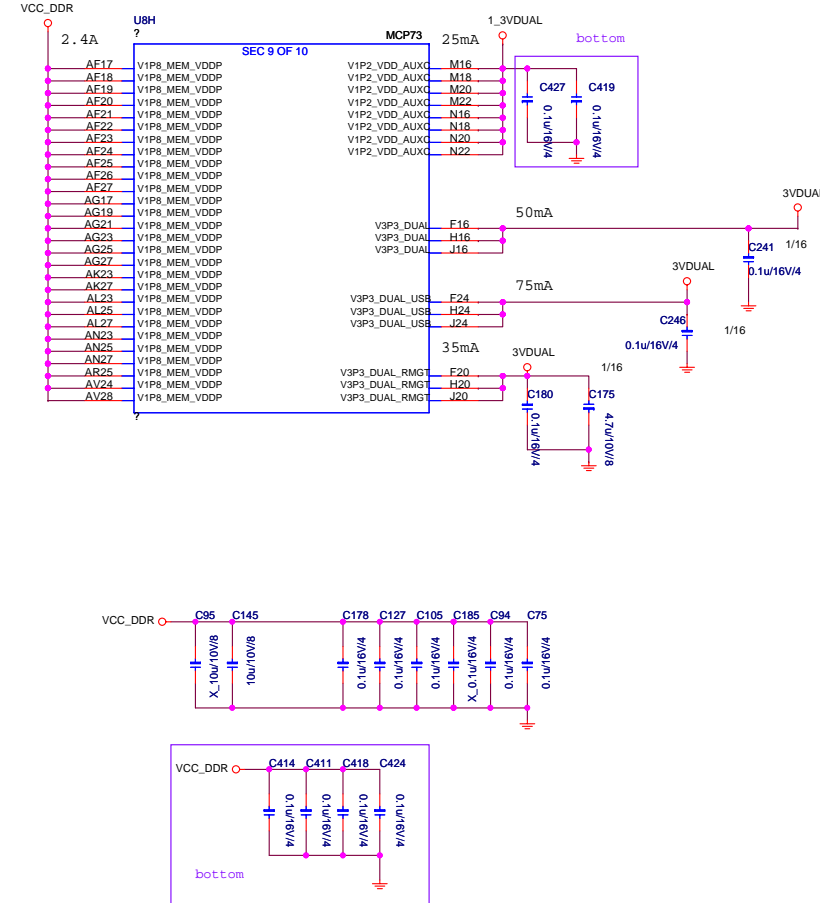 VCC_DDR
U8H
?
MCP73
1_3VDUAL
2.4A
25mA
bottom
SEC 9 OF 10
AF17 V1P8_MEM_VDDP V1P2_VDD_AUXC M16
AF18 V1P8_MEM_VDDP V1P2_VDD_AUXC M18
AF19 V1P8_MEM_VDDP V1P2_VDD_AUXC M20
AF20 V1P8_MEM_VDDP V1P2_VDD_AUXC M22
AF21 V1P8_MEM_VDDP V1P2_VDD_AUXC N16
AF22 V1P8_MEM_VDDP V1P2_VDD_AUXC N18
AF23 V1P8_MEM_VDDP V1P2_VDD_AUXC N20
AF24 V1P8_MEM_VDDP V1P2_VDD_AUXC N22
C427 C419
0.1u/16V/4 0.1u/16V/4
AF25 V1P8_MEM_VDDP
AF26 V1P8_MEM_VDDP
AF27 V1P8_MEM_VDDP
AG17 V1P8_MEM_VDDP
AG19 V1P8_MEM_VDDP
AG21 V1P8_MEM_VDDP V3P3_DUAL F16
AG23 V1P8_MEM_VDDP V3P3_DUAL H16
AG25 V1P8_MEM_VDDP V3P3_DUAL J16
50mA
3VDUAL
C241 1/16
0.1u/16V/4
AG27 V1P8_MEM_VDDP
AK23 V1P8_MEM_VDDP
AK27 V1P8_MEM_VDDP
AL23 V1P8_MEM_VDDP V3P3_DUAL_USB F24
AL25 V1P8_MEM_VDDP V3P3_DUAL_USB H24
AL27 V1P8_MEM_VDDP V3P3_DUAL_USB J24
75mA
3VDUAL
C246 1/16
0.1u/16V/4
AN23 V1P8_MEM_VDDP
AN25 V1P8_MEM_VDDP
AN27 V1P8_MEM_VDDP
AR25 V1P8_MEM_VDDP V3P3_DUAL_RMGT F20
AV24 V1P8_MEM_VDDP V3P3_DUAL_RMGT H20
AV28 V1P8_MEM_VDDP V3P3_DUAL_RMGT J20
35mA
3VDUAL
1/16
C180 C175
0.1u/16V/4 4.7u/10V/8
?
VCC_DDR
C95 C145 C178 C127 C105 C185 C94 C75
X_10u/10V/8 10u/10V/8 0.1u/16V/4 0.1u/16V/4 0.1u/16V/4 X_0.1u/16V/4 0.1u/16V/4 0.1u/16V/4
VCC_DDR
C414 C411 C418 C424
0.1u/16V/4 0.1u/16V/4 0.1u/16V/4 0.1u/16V/4
bottom